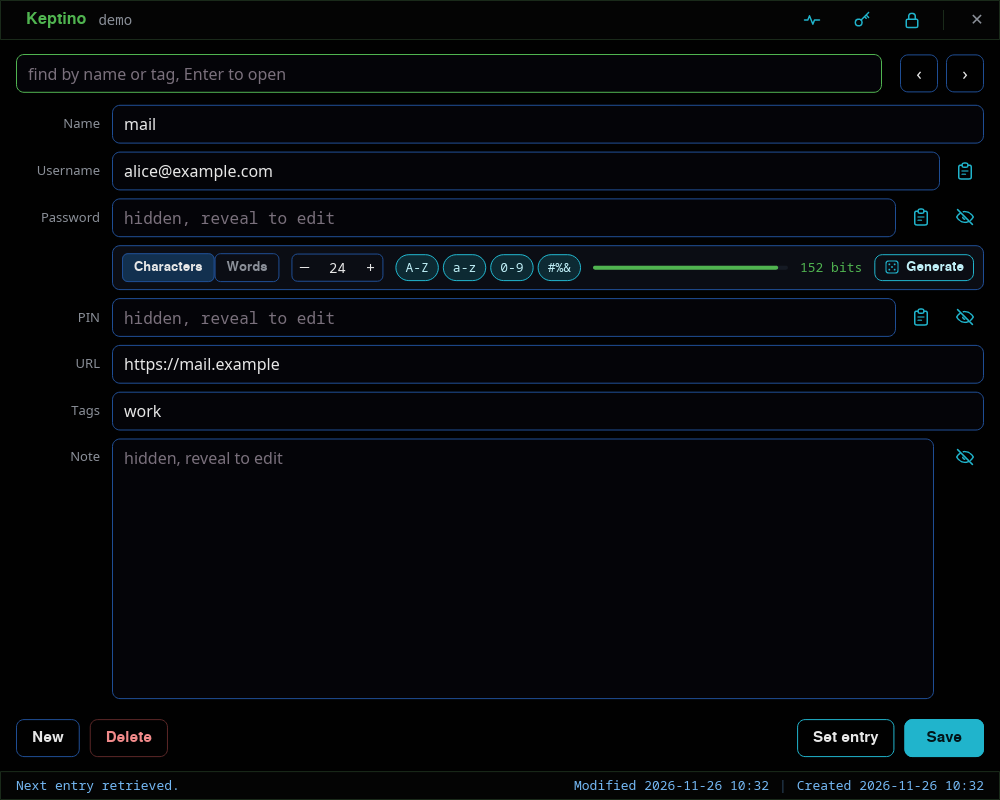 Keptino demo
find by name or tag, Enter to open
Name mail
Username alice@example.com
Password hidden, reveal to edit
Characters Words — 24 + A-Z a-z 0-9 #%& 152 bits Generate
PIN hidden, reveal to edit
URL https://mail.example
Tags work
Note hidden, reveal to edit
New Delete Set entry Save
Next entry retrieved. Modified 2026-11-26 10:32 | Created 2026-11-26 10:32